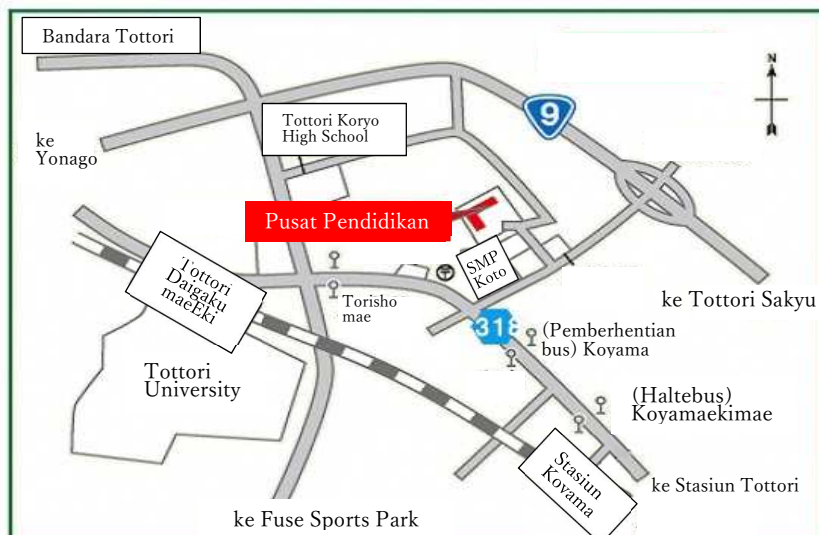 Bandara Tottori
N
Tottori Koryo
High School
9
ke
Yonago
Pusat Pendidikan
SMP
Koto
Tottori
Daigaku
maeEki
Torisho
mae
ke Tottori Sakyu
318
(Pemberhentian
bus) Koyama
Tottori
University
(Haltebus)
Koyamaekimae
Stasiun
Koyama
ke Stasiun Tottori
ke Fuse Sports Park